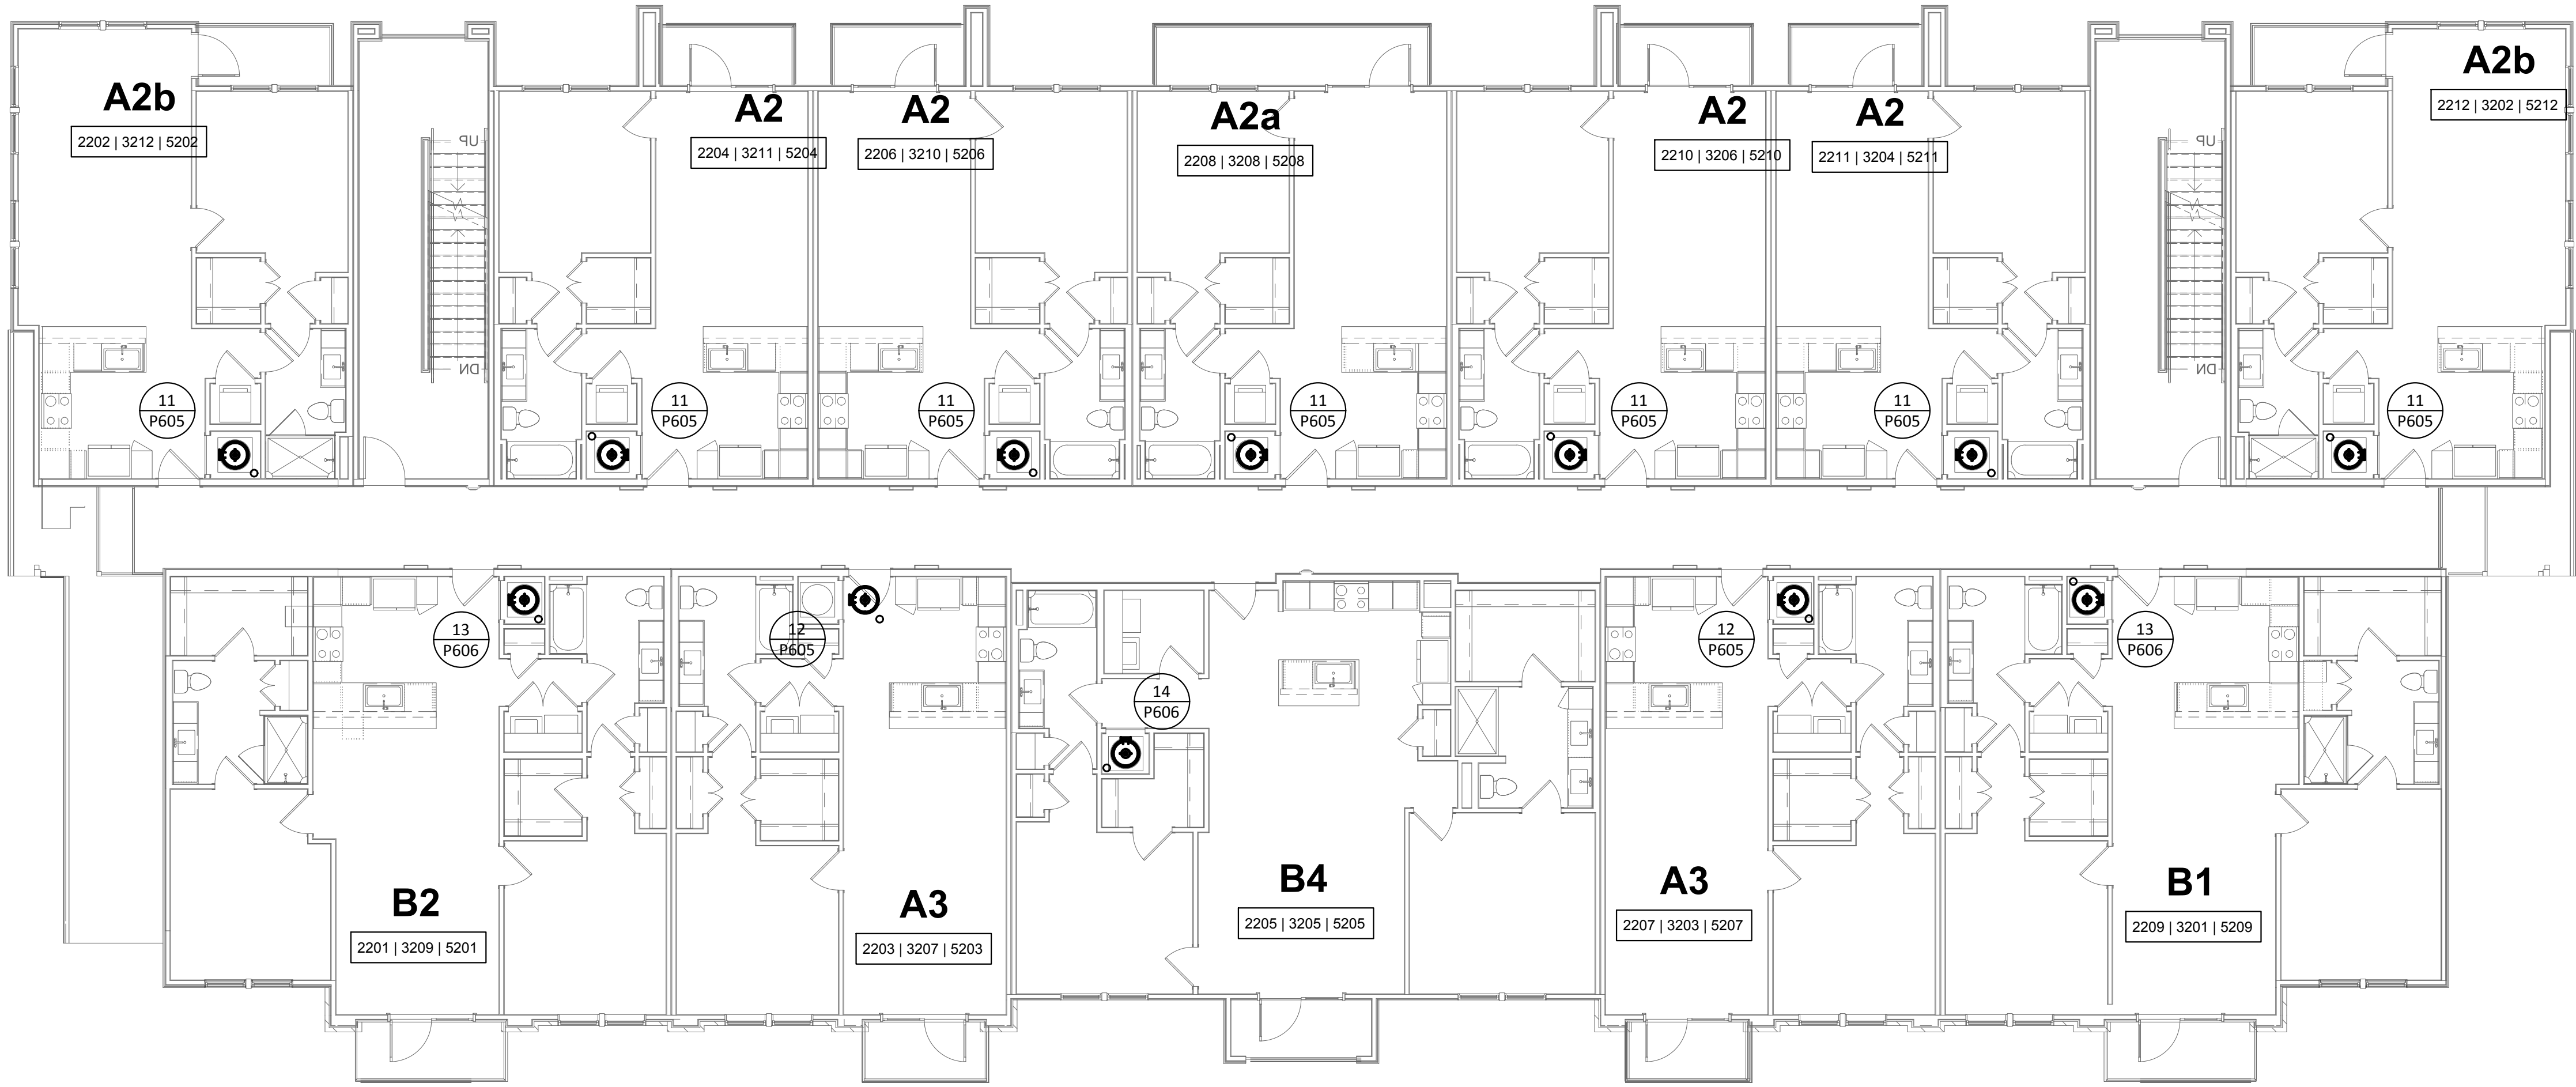 A2b
2202 | 3212 | 5202
UP
DN
11
P605
A2
2204 | 3211 | 5204
11
P605
A2
2206 | 3210 | 5206
11
P605
A2a
2208 | 3208 | 5208
11
P605
A2
2210 | 3206 | 5210
11
P605
A2
2211 | 3204 | 5211
11
P605
UP
DN
A2b
2212 | 3202 | 5212
11
P605
13
P606
B2
2201 | 3209 | 5201
12
P605
A3
2203 | 3207 | 5203
14
P606
B4
2205 | 3205 | 5205
12
P605
A3
2207 | 3203 | 5207
13
P606
B1
2209 | 3201 | 5209